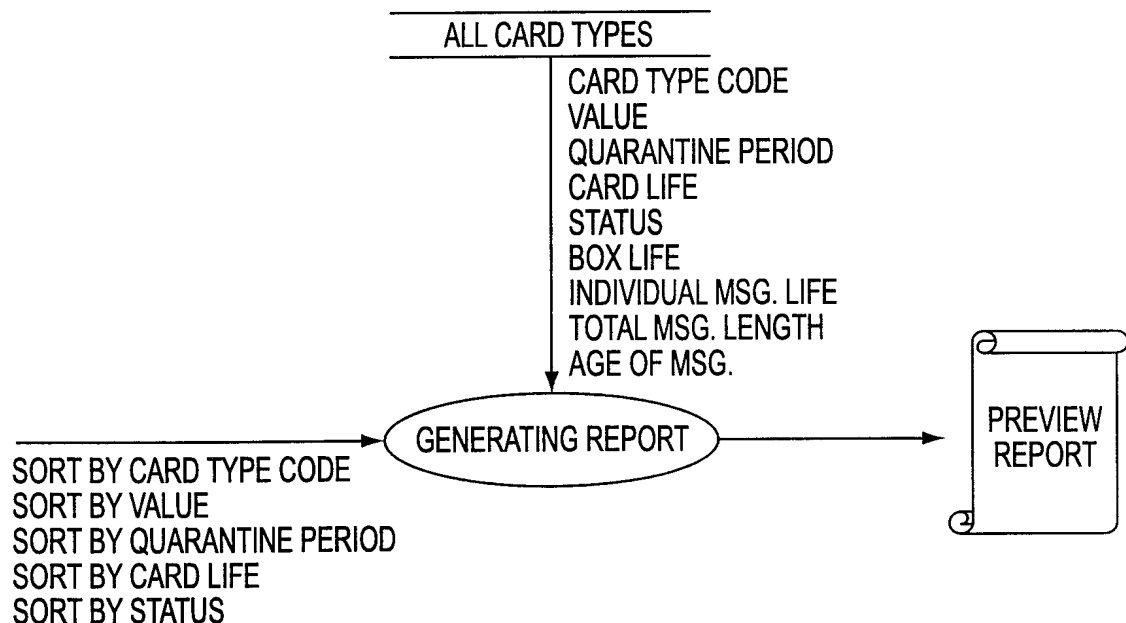 ALL CARD TYPES
CARD TYPE CODE
VALUE
QUARANTINE PERIOD
CARD LIFE
STATUS
BOX LIFE
INDIVIDUAL MSG. LIFE
TOTAL MSG. LENGTH
AGE OF MSG.
GENERATING REPORT
PREVIEW
REPORT
SORT BY CARD TYPE CODE
SORT BY VALUE
SORT BY QUARANTINE PERIOD
SORT BY CARD LIFE
SORT BY STATUS